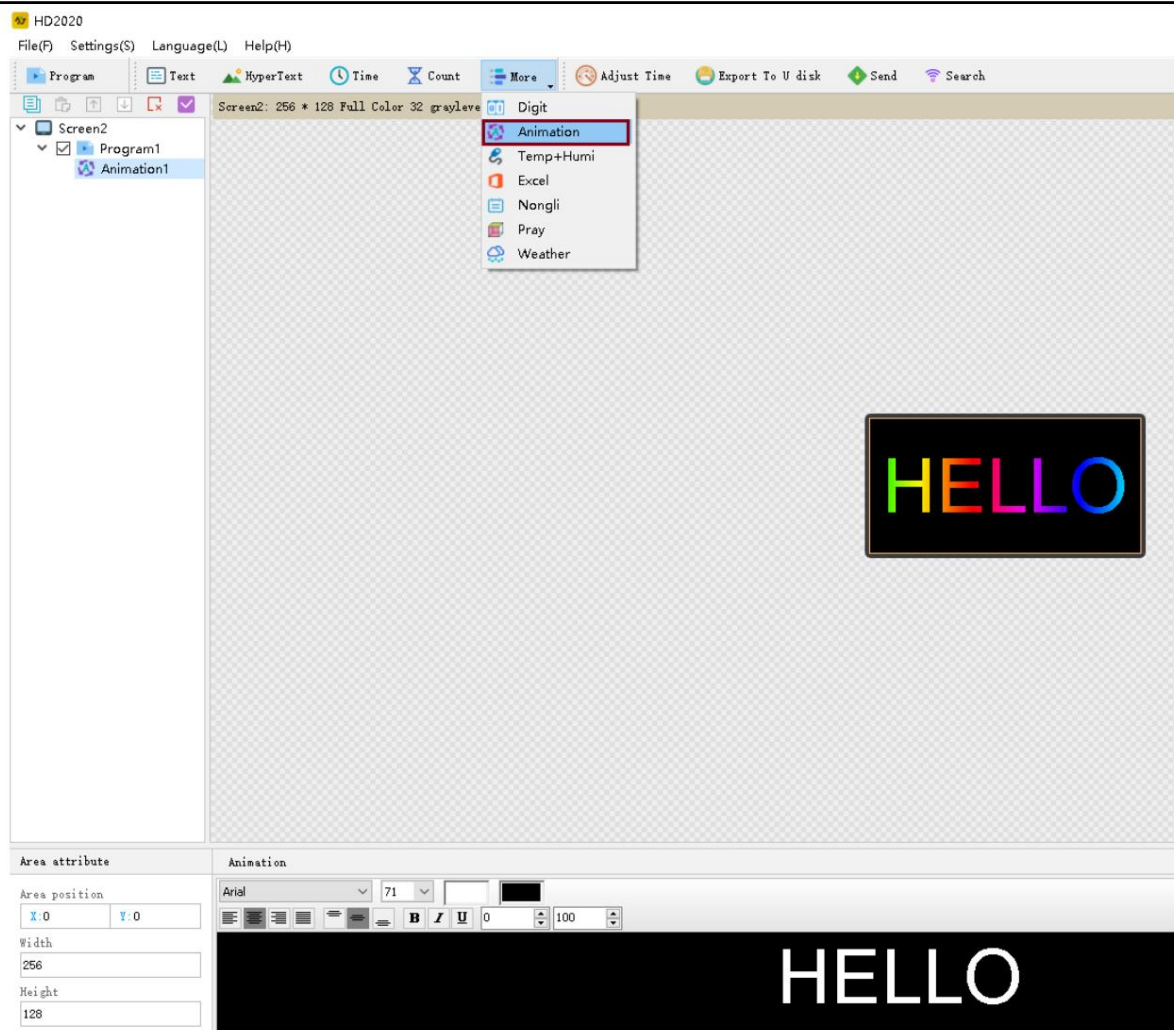 HD2020
File(F) Settings(S) Language(L) Help(H)
Program Text HyperText Time Count More Adjust Time Export To U disk Send Search
Screen2: 256 * 128 Full Color 32 grayleve
Digit
Animation
Temp+Humi
Excel
Nongli
Pray
Weather
Screen2
Program1
Animation1
HELLO
Area attribute
Area position
X:0 Y:0
Width
256
Height
128
Animation
Arial 71
B I U 0 100
HELLO